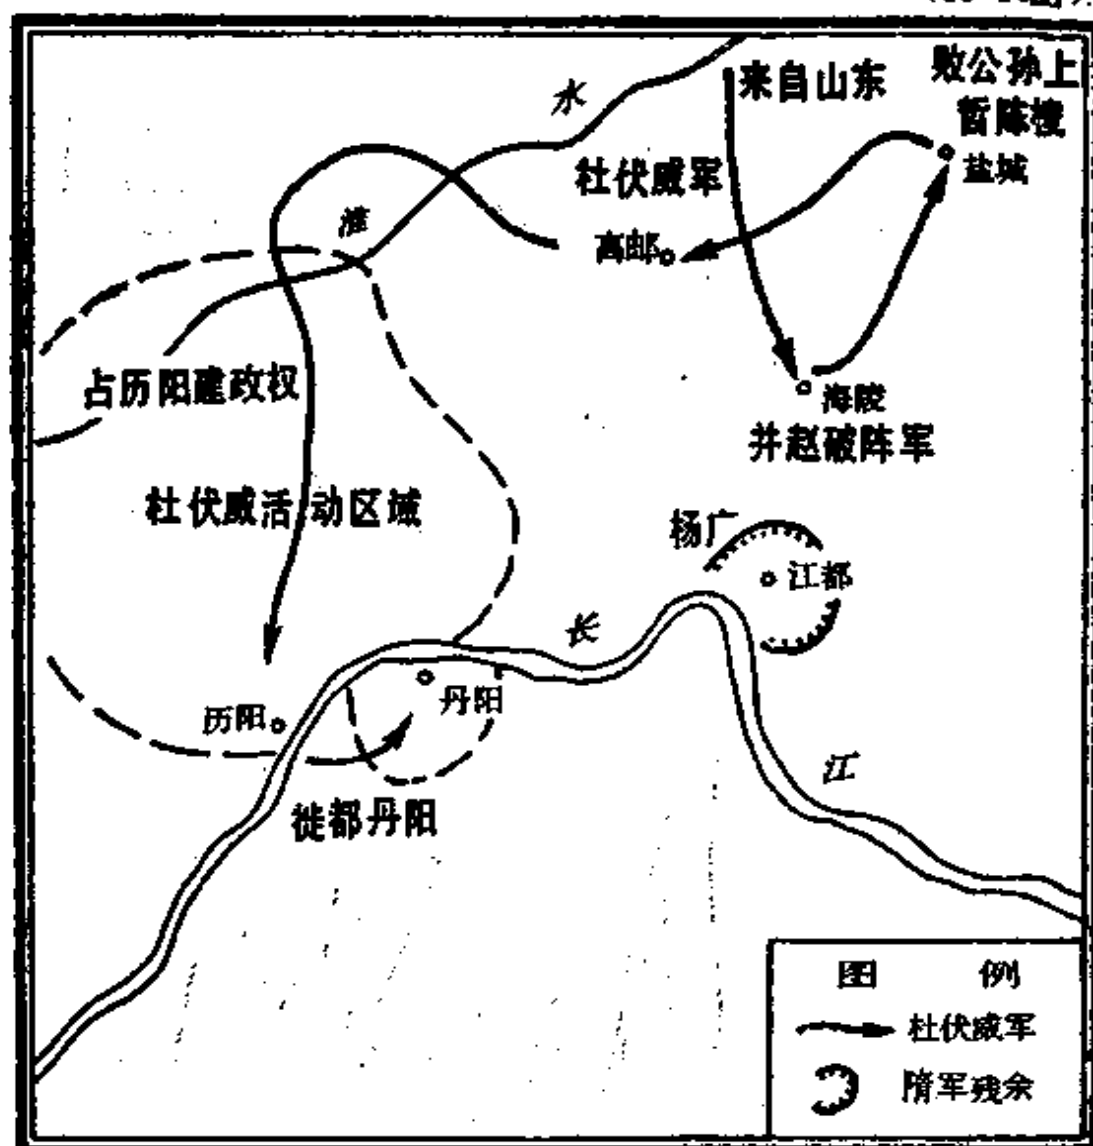 水
来自山东
败公孙上
哲陈稜
盐城
杜伏威军
淮
高邮
占历阳建政权
海陵
并赵破阵军
杜伏威活动区域
杨广
江都
长
历阳
丹阳
江
徙都丹阳
图 例
杜伏威军
隋军残余